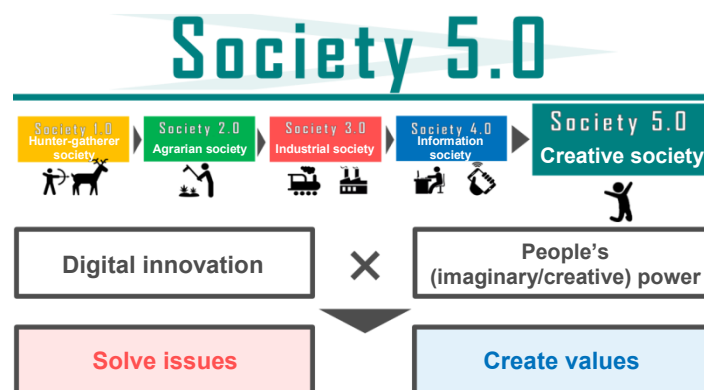 Society 5.0
Society 1.0
Hunter-gatherer
society
Society 2.0
Agrarian society
Society 3.0
Industrial society
Society 4.0
Information
society
Society 5.0
Creative society
Digital innovation
×
People's
(imaginary/creative) power
Solve issues
Create values